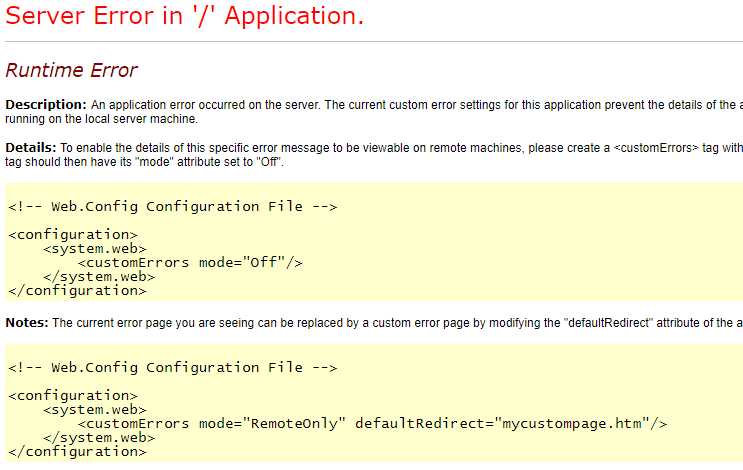 Server Error in '/' Application.
Runtime Error
Description: An application error occurred on the server. The current custom error settings for this application prevent the details of the
running on the local server machine.
Details: To enable the details of this specific error message to be viewable on remote machines, please create a <customErrors> tag with
tag should then have its "mode" attribute set to "Off".
<!-- Web.Config Configuration File -->
<configuration>
    <system.web>
        <customErrors mode="Off"/>
    </system.web>
</configuration>
Notes: The current error page you are seeing can be replaced by a custom error page by modifying the "defaultRedirect" attribute of the
<!-- Web.Config Configuration File -->
<configuration>
    <system.web>
        <customErrors mode="RemoteOnly" defaultRedirect="mycustompage.htm"/>
    </system.web>
</configuration>